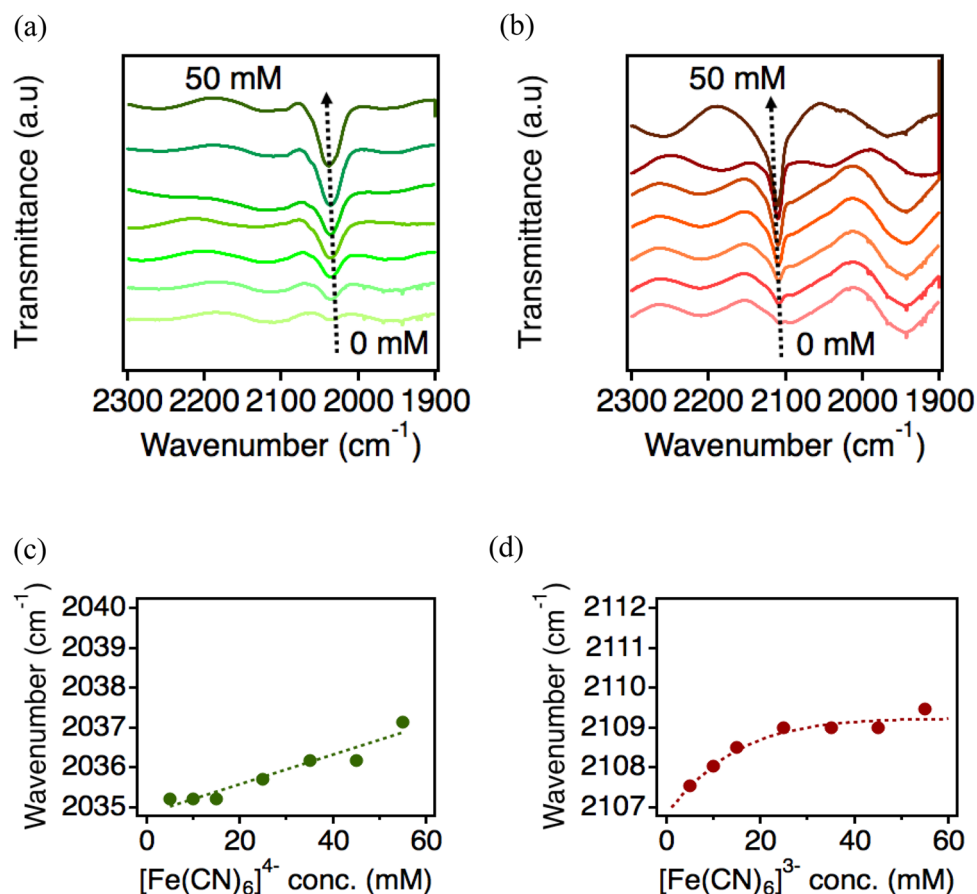 (a)
(b)
Transmittance (a.u)
50 mM
0 mM
2300 2200 2100 2000 1900
Wavenumber (cm⁻¹)
Transmittance (a.u)
50 mM
0 mM
2300 2200 2100 2000 1900
Wavenumber (cm⁻¹)
(c)
(d)
Wavenumber (cm⁻¹)
2040
2039
2038
2037
2036
2035
0 20 40 60
[Fe(CN)₆]⁴⁻ conc. (mM)
Wavenumber (cm⁻¹)
2112
2111
2110
2109
2108
2107
0 20 40 60
[Fe(CN)₆]³⁻ conc. (mM)